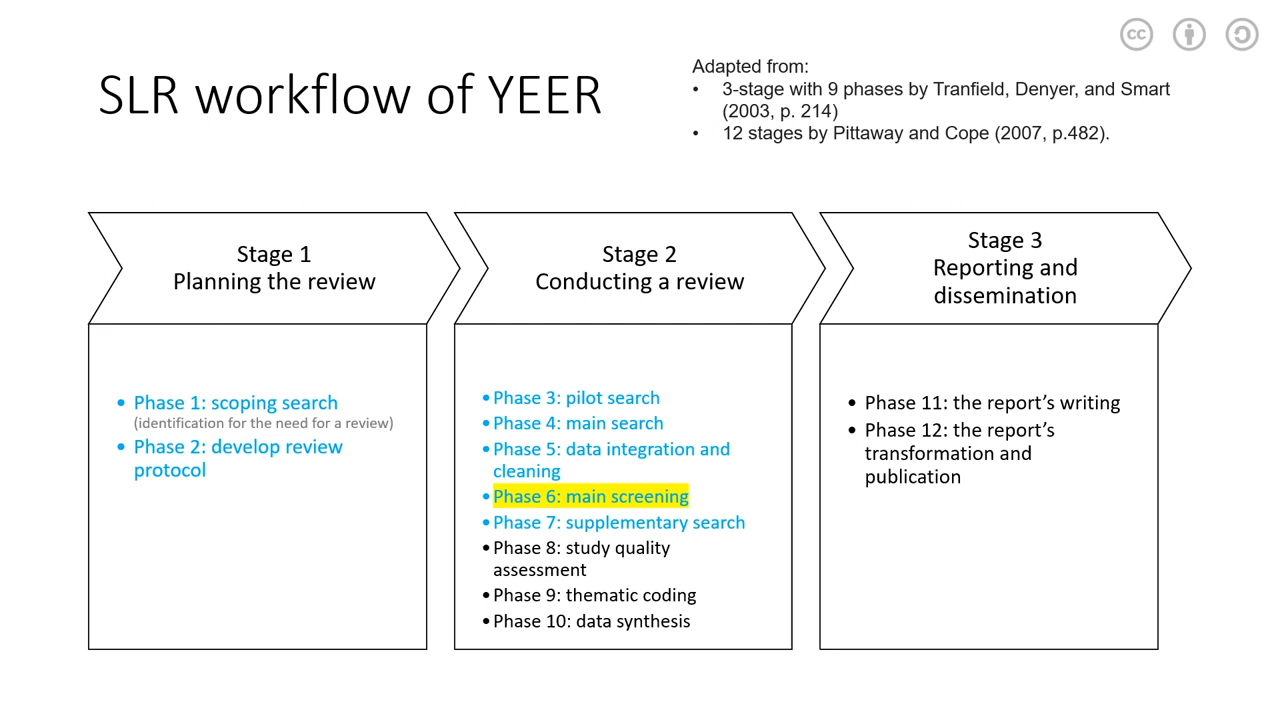 cc
SLR workflow of YEER
Adapted from:
• 3-stage with 9 phases by Tranfield, Denyer, and Smart
(2003, p. 214)
• 12 stages by Pittaway and Cope (2007, p.482).
Stage 1
Planning the review
• Phase 1: scoping search
(identification for the need for a review)
• Phase 2: develop review
protocol
Stage 2
Conducting a review
• Phase 3: pilot search
• Phase 4: main search
• Phase 5: data integration and
cleaning
• Phase 6: main screening
• Phase 7: supplementary search
• Phase 8: study quality
assessment
• Phase 9: thematic coding
• Phase 10: data synthesis
Stage 3
Reporting and
dissemination
• Phase 11: the report’s writing
• Phase 12: the report’s
transformation and
publication